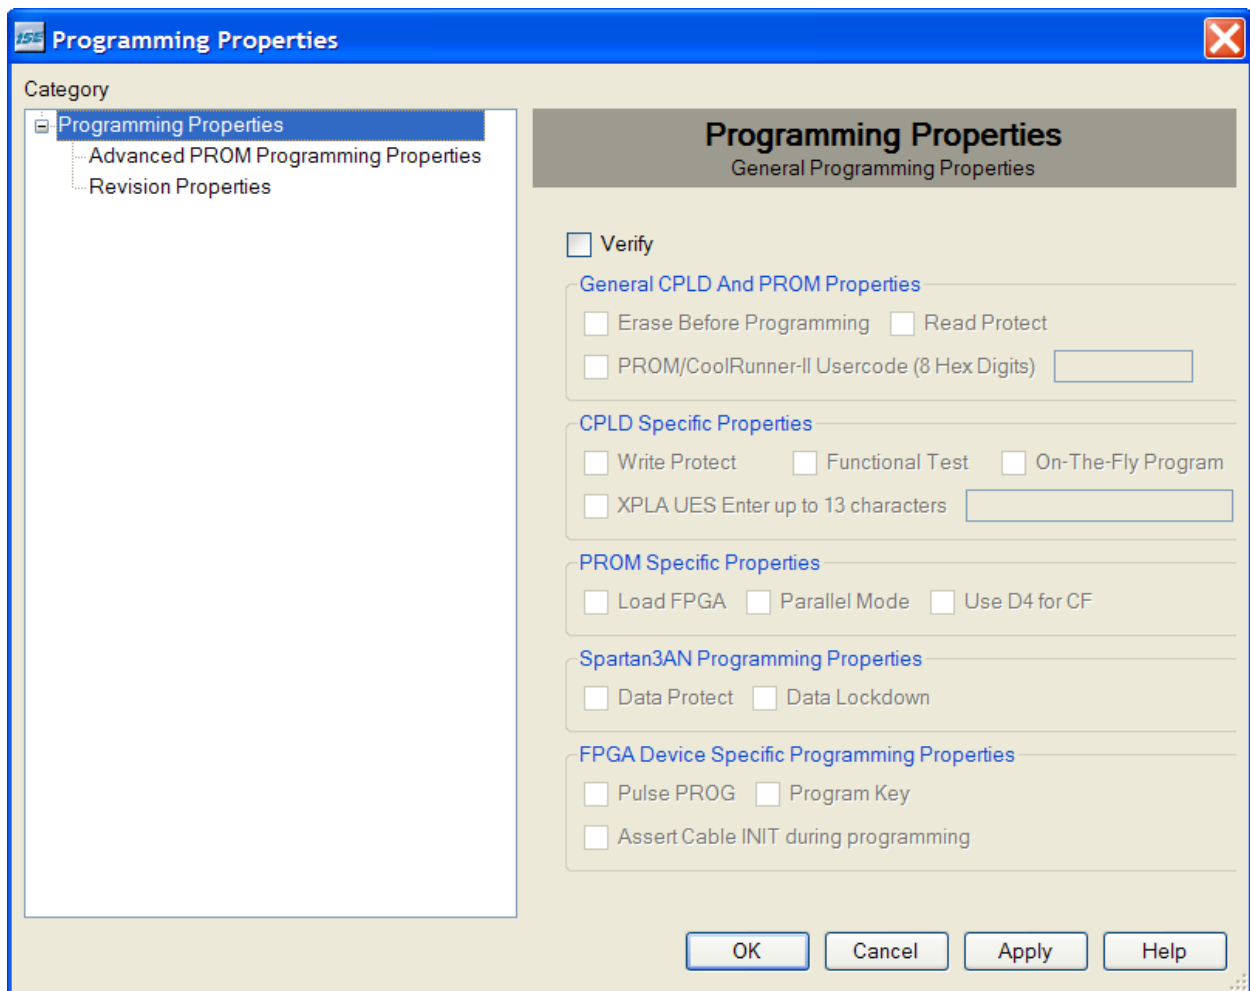 ISE Programming Properties
Category
Programming Properties
Advanced PROM Programming Properties
Revision Properties
Programming Properties
General Programming Properties
Verify
General CPLD And PROM Properties
Erase Before Programming Read Protect
PROM/CoolRunner-II Usercode (8 Hex Digits)
CPLD Specific Properties
Write Protect Functional Test On-The-Fly Program
XPLA UES Enter up to 13 characters
PROM Specific Properties
Load FPGA Parallel Mode Use D4 for CF
Spartan3AN Programming Properties
Data Protect Data Lockdown
FPGA Device Specific Programming Properties
Pulse PROG Program Key
Assert Cable INIT during programming
OK Cancel Apply Help